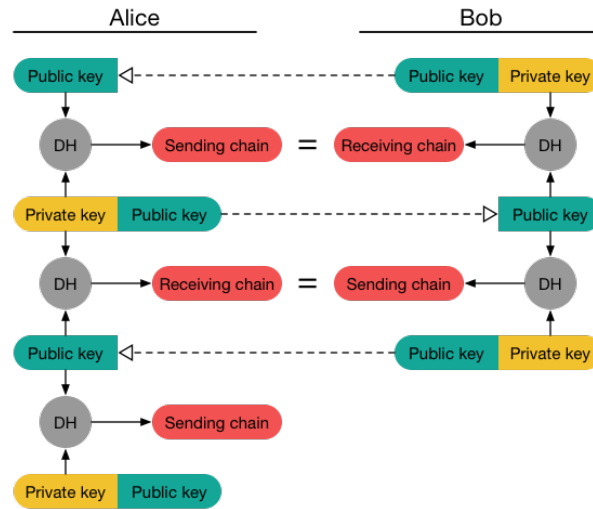 Alice Bob
Public key Public key Private key
DH Sending chain = Receiving chain DH
Private key Public key Public key
DH Receiving chain = Sending chain DH
Public key Public key Private key
DH Sending chain
Private key Public key